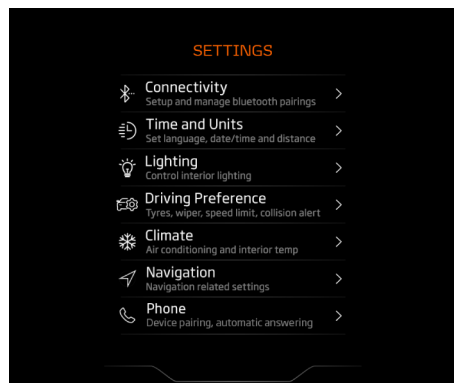 SETTINGS
Connectivity
Setup and manage bluetooth pairings
Time and Units
Set language, date/time and distance
Lighting
Control interior lighting
Driving Preference
Tyres, wiper, speed limit, collision alert
Climate
Air conditioning and interior temp
Navigation
Navigation related settings
Phone
Device pairing, automatic answering